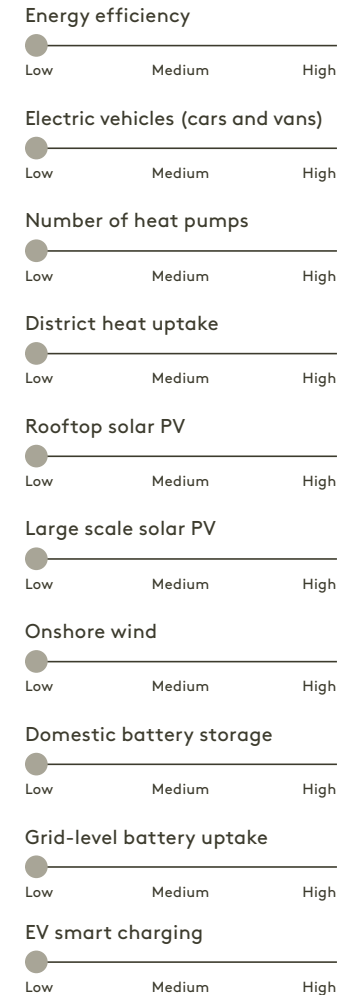 Energy efficiency
Low Medium High
Electric vehicles (cars and vans)
Low Medium High
Number of heat pumps
Low Medium High
District heat uptake
Low Medium High
Rooftop solar PV
Low Medium High
Large scale solar PV
Low Medium High
Onshore wind
Low Medium High
Domestic battery storage
Low Medium High
Grid-level battery uptake
Low Medium High
EV smart charging
Low Medium High